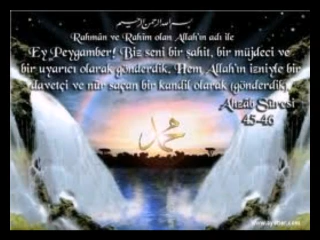 بسم الله الرحمن الرحيم
Rahmân ve Rahîm olan Allah'ın adı ile
Ey Peygamber! Biz seni bir şahit, bir müjdeci ve
bir uyarıcı olarak gönderdik. Hem Allah'ın izniyle bir
davetçi ve nûr saçan bir kandil olarak (gönderdik).
Ahzâb Sûresi
45-46
محمد